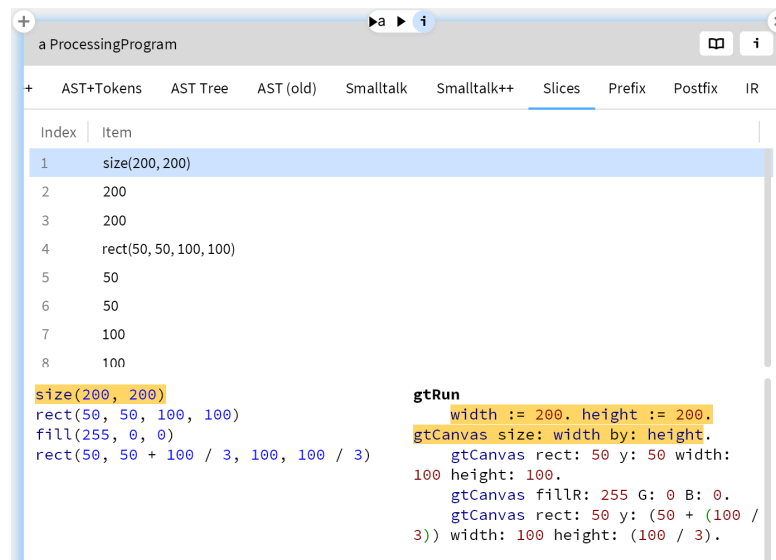 a
i
a ProcessingProgram
i
+ AST+Tokens AST Tree AST (old) Smalltalk Smalltalk++ Slices Prefix Postfix IR
Index Item
1 size(200, 200)
2 200
3 200
4 rect(50, 50, 100, 100)
5 50
6 50
7 100
8 100
size(200, 200)
rect(50, 50, 100, 100)
fill(255, 0, 0)
rect(50, 50 + 100 / 3, 100, 100 / 3)
gtRun
width := 200. height := 200.
gtCanvas size: width by: height.
gtCanvas rect: 50 y: 50 width:
100 height: 100.
gtCanvas fillR: 255 G: 0 B: 0.
gtCanvas rect: 50 y: (50 + (100 /
3)) width: 100 height: (100 / 3).